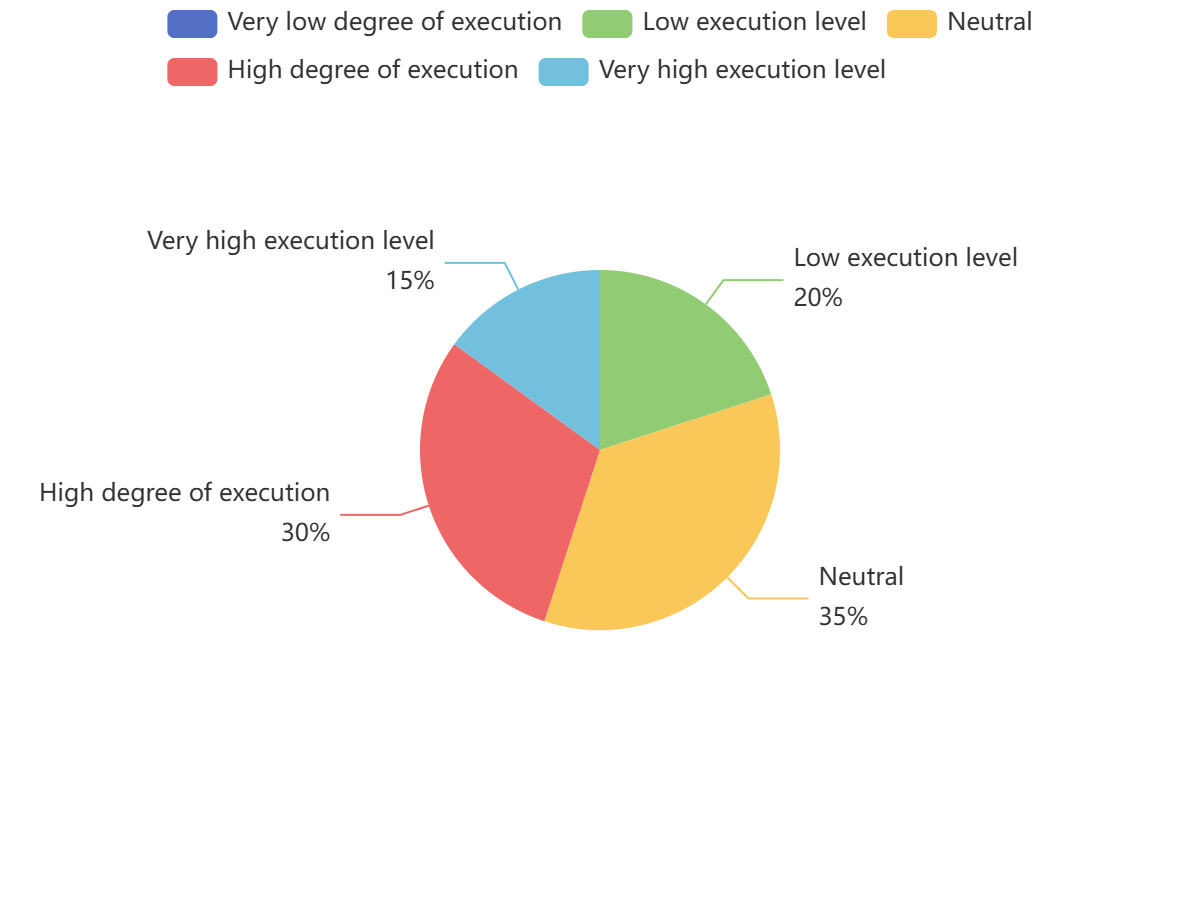 Very low degree of execution Low execution level Neutral
High degree of execution Very high execution level
Very high execution level
15%
Low execution level
20%
High degree of execution
30%
Neutral
35%